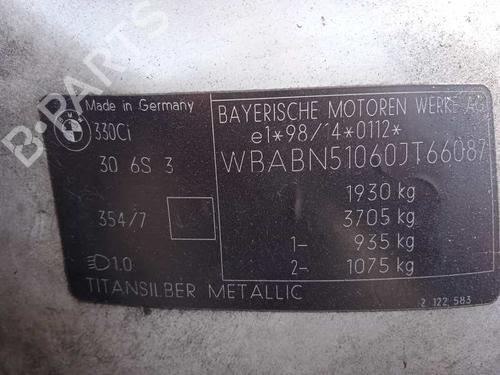 B-PARTS
BMW
Made in Germany
330Ci
30 6S 3
354/7
1.0
TITANSILBER METALLIC
BAYERISCHE MOTOREN WERKE AG
e1*98/14*0112*
WBABN51060JT66087
1930 kg
3705 kg
1- 935 kg
2- 1075 kg
2 122 583